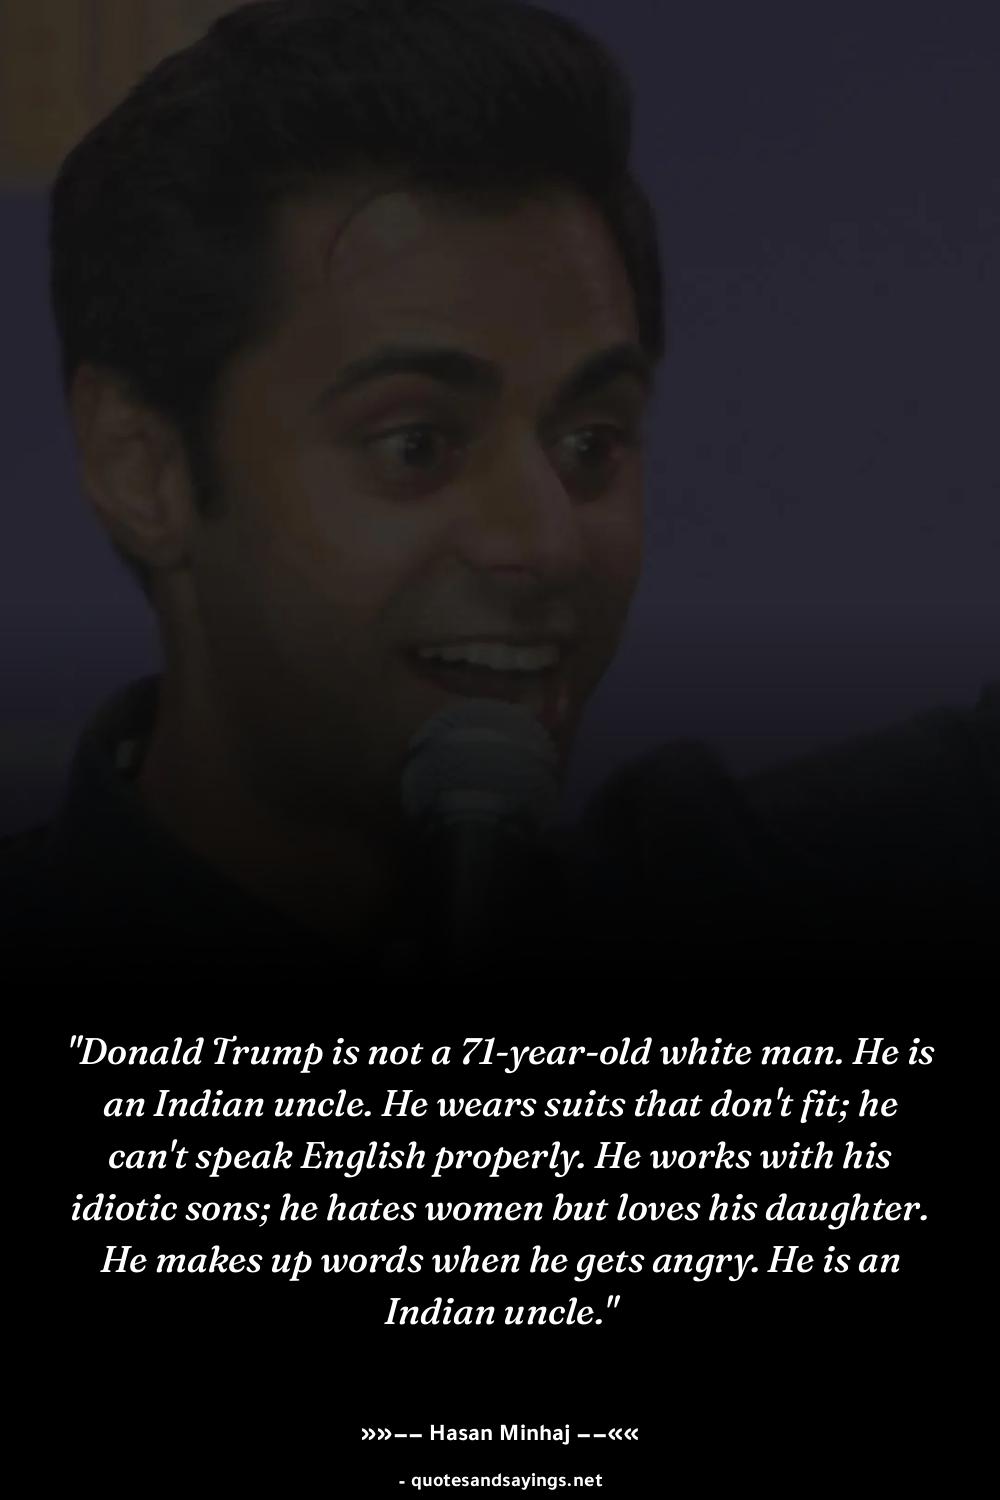 "Donald Trump is not a 71-year-old white man. He is
an Indian uncle. He wears suits that don't fit; he
can't speak English properly. He works with his
idiotic sons; he hates women but loves his daughter.
He makes up words when he gets angry. He is an
Indian uncle."
»»–– Hasan Minhaj ––««
- quotesandsayings.net